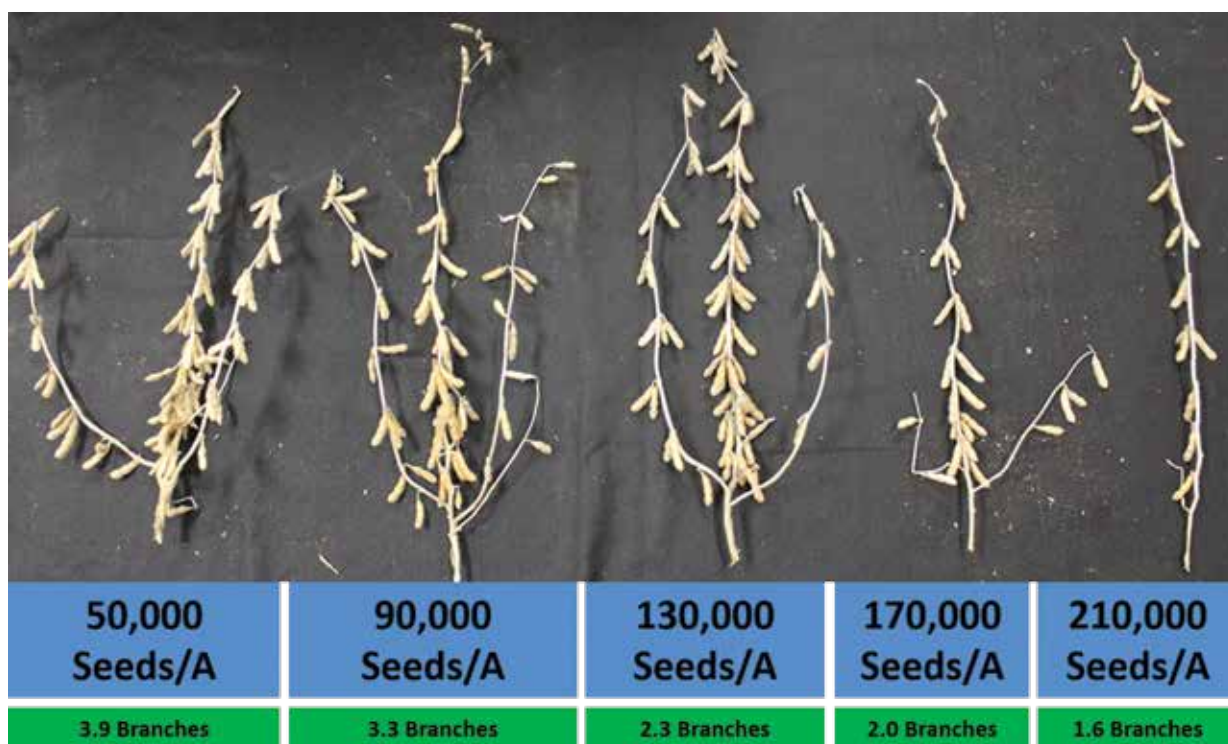 50,000
Seeds/A
90,000
Seeds/A
130,000
Seeds/A
170,000
Seeds/A
210,000
Seeds/A
3.9 Branches
3.3 Branches
2.3 Branches
2.0 Branches
1.6 Branches